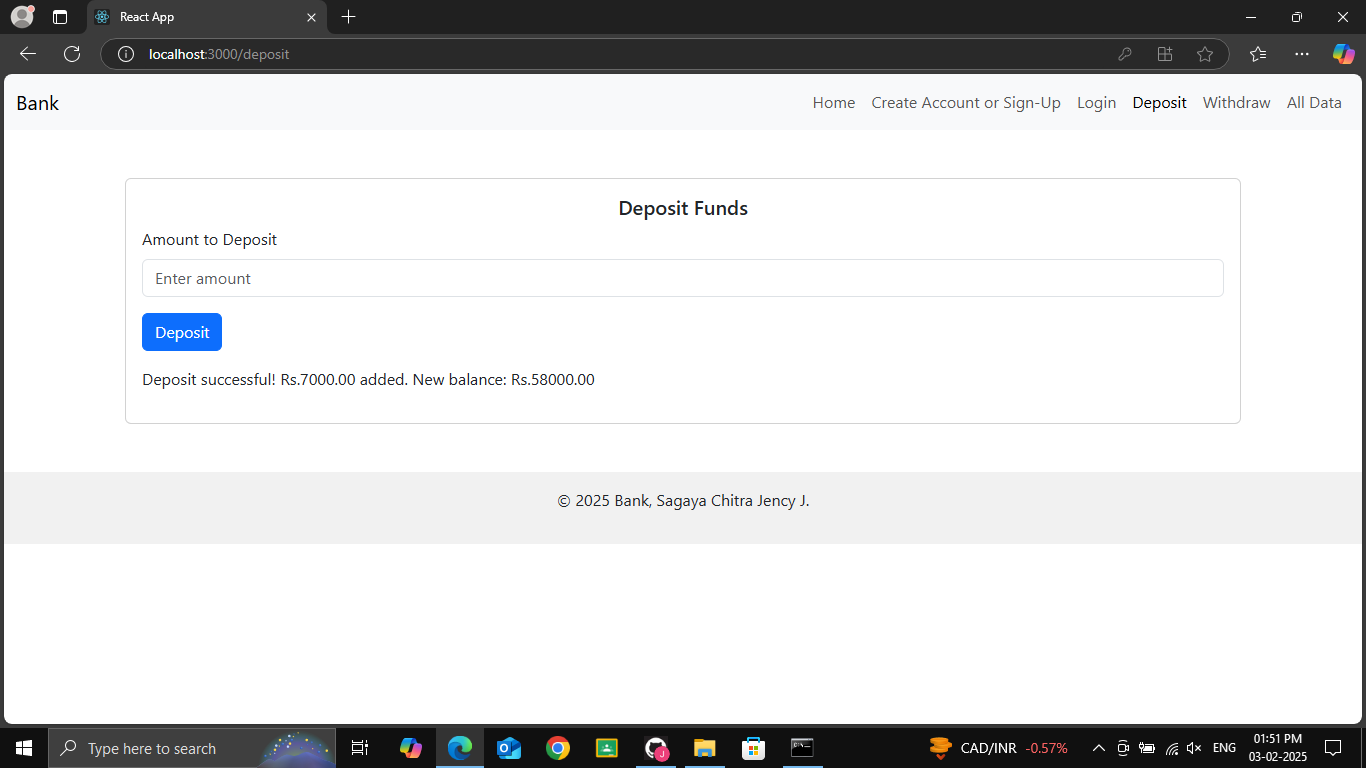 React App
localhost:3000/deposit
Bank
Home Create Account or Sign-Up Login Deposit Withdraw All Data
Deposit Funds
Amount to Deposit
Enter amount
Deposit
Deposit successful! Rs.7000.00 added. New balance: Rs.58000.00
© 2025 Bank, Sagaya Chitra Jency J.
Type here to search
CAD/INR -0.57%
ENG
01:51 PM
03-02-2025